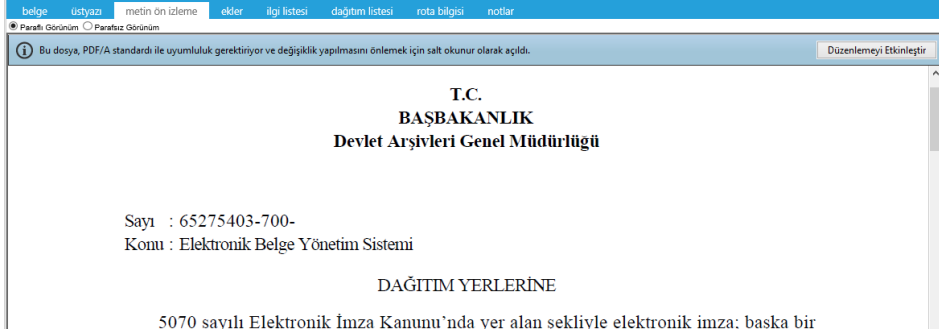 belge üstyazı metin ön izleme ekler ilgi listesi dağıtım listesi rota bilgisi notlar
Paraflı Görünüm Parafsız Görünüm
Bu dosya, PDF/A standardı ile uyumluluk gerektiriyor ve değişiklik yapılmasını önlemek için salt okunur olarak açıldı. Düzenlemeyi Etkinleştir
T.C.
BAŞBAKANLIK
Devlet Arşivleri Genel Müdürlüğü
Sayı : 65275403-700-
Konu : Elektronik Belge Yönetim Sistemi
DAĞITIM YERLERİNE
5070 sayılı Elektronik İmza Kanunu’nda yer alan şekliyle elektronik imza; başka bir